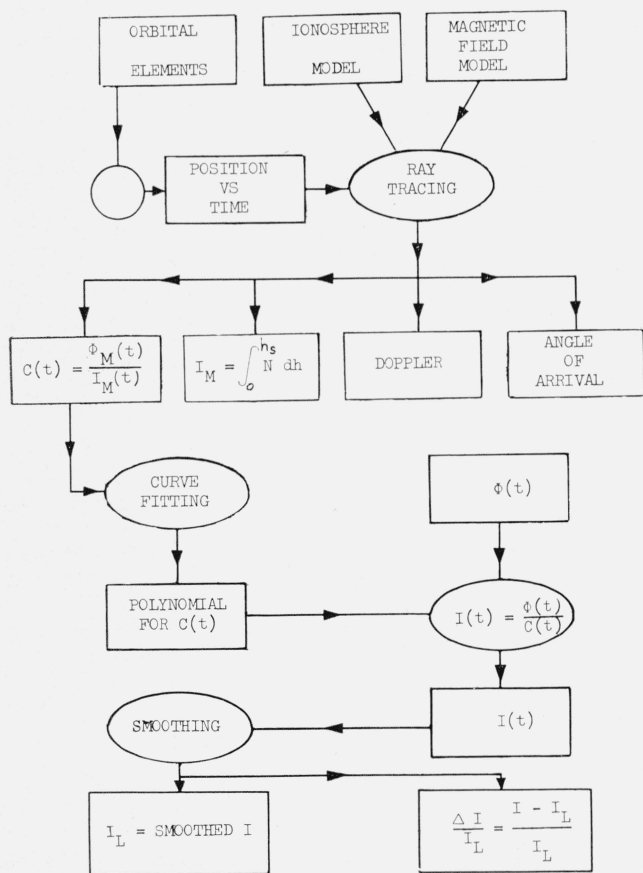 ORBITAL
ELEMENTS
IONOSPHERE
MODEL
MAGNETIC
FIELD
MODEL
POSITION
VS
TIME
RAY
TRACING
C(t) = Φ_M(t) / I_M(t)
I_M = ∫_0^{h_s} N dh
DOPPLER
ANGLE
OF
ARRIVAL
CURVE
FITTING
Φ(t)
POLYNOMIAL
FOR C(t)
I(t) = Φ(t) / C(t)
SMOOTHING
I(t)
I_L = SMOOTHED I
Δ I / I_L = I - I_L / I_L